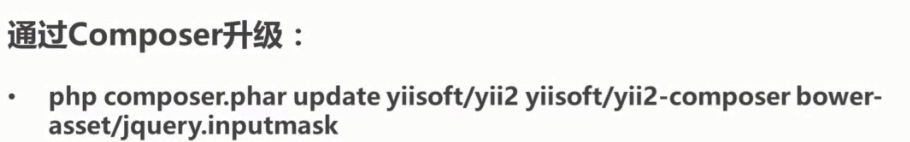 通过Composer升级：
• php composer.phar update yiisoft/yii2 yiisoft/yii2-composer bower-
asset/jquery.inputmask